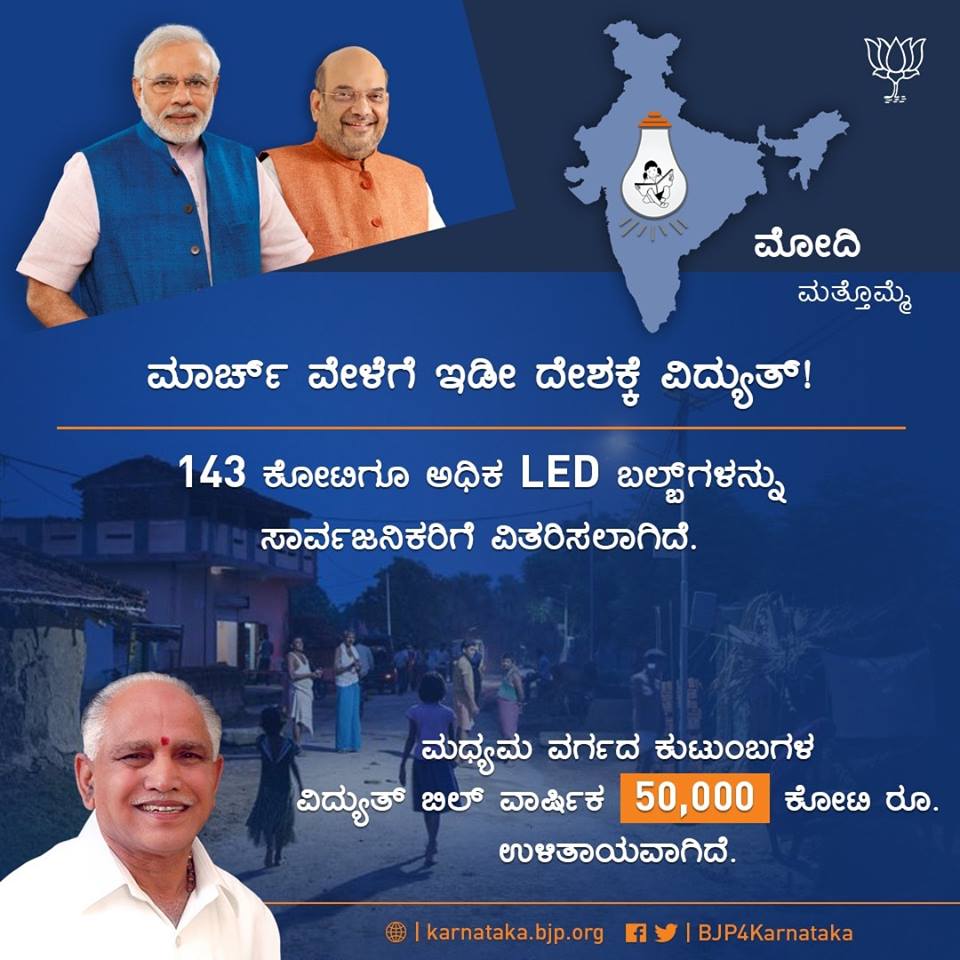 ಮೋದಿ
ಮತ್ತೊಮ್ಮೆ
ಮಾರ್ಚ್ ವೇಳೆಗೆ ಇಡೀ ದೇಶಕ್ಕೆ ವಿದ್ಯುತ್!
143 ಕೋಟಿಗೂ ಅಧಿಕ LED ಬಲ್ಬ್‌ಗಳನ್ನು
ಸಾರ್ವಜನಿಕರಿಗೆ ವಿತರಿಸಲಾಗಿದೆ.
ಮಧ್ಯಮ ವರ್ಗದ ಕುಟುಂಬಗಳ
ವಿದ್ಯುತ್ ಬಿಲ್ ವಾರ್ಷಿಕ 50,000 ಕೋಟಿ ರೂ.
ಉಳಿತಾಯವಾಗಿದೆ.
| karnataka.bjp.org | BJP4Karnataka